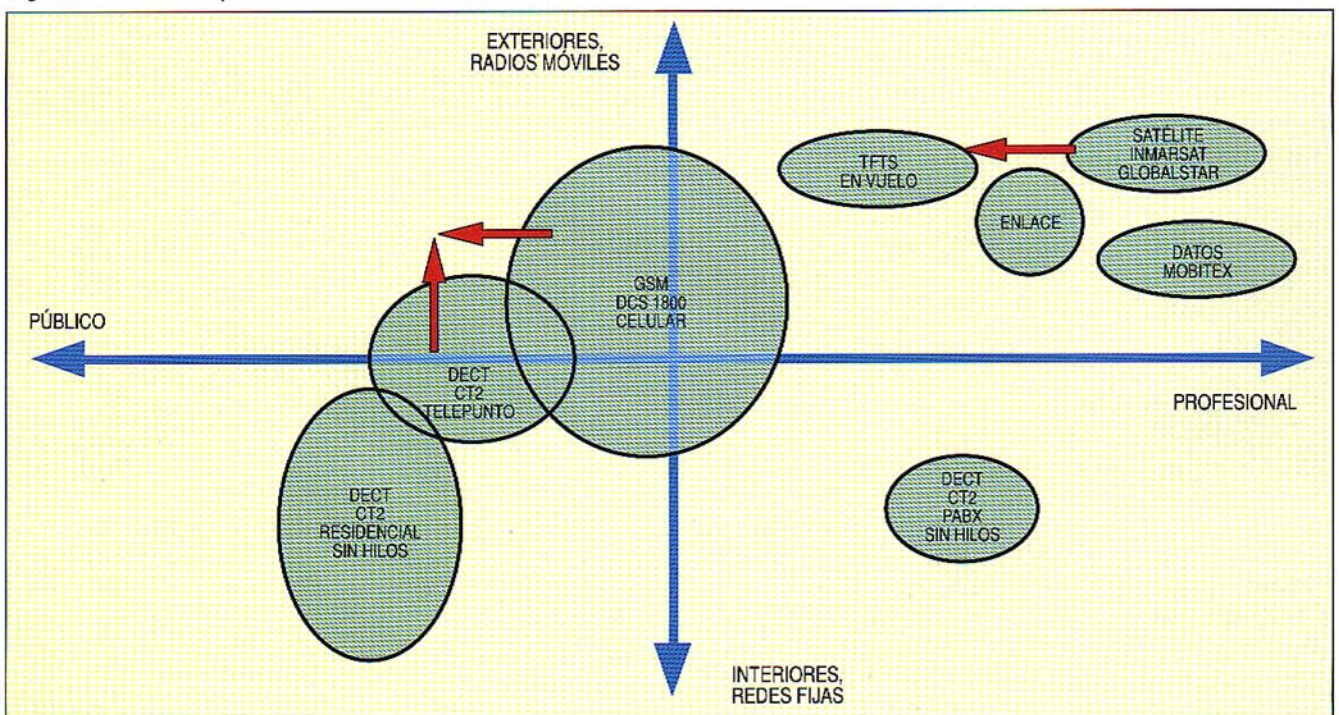 EXTERIORES,
RADIOS MÓVILES
SATÉLITE
INMARSAT
GLOBALSTAR
TFTS
EN VUELO
ENLACE
DATOS
MOBITEX
GSM
DCS 1800
CELULAR
PÚBLICO
DECT
CT2
TELEPUNTO
PROFESIONAL
DECT
CT2
RESIDENCIAL
SIN HILOS
DECT
CT2
PABX
SIN HILOS
INTERIORES,
REDES FIJAS